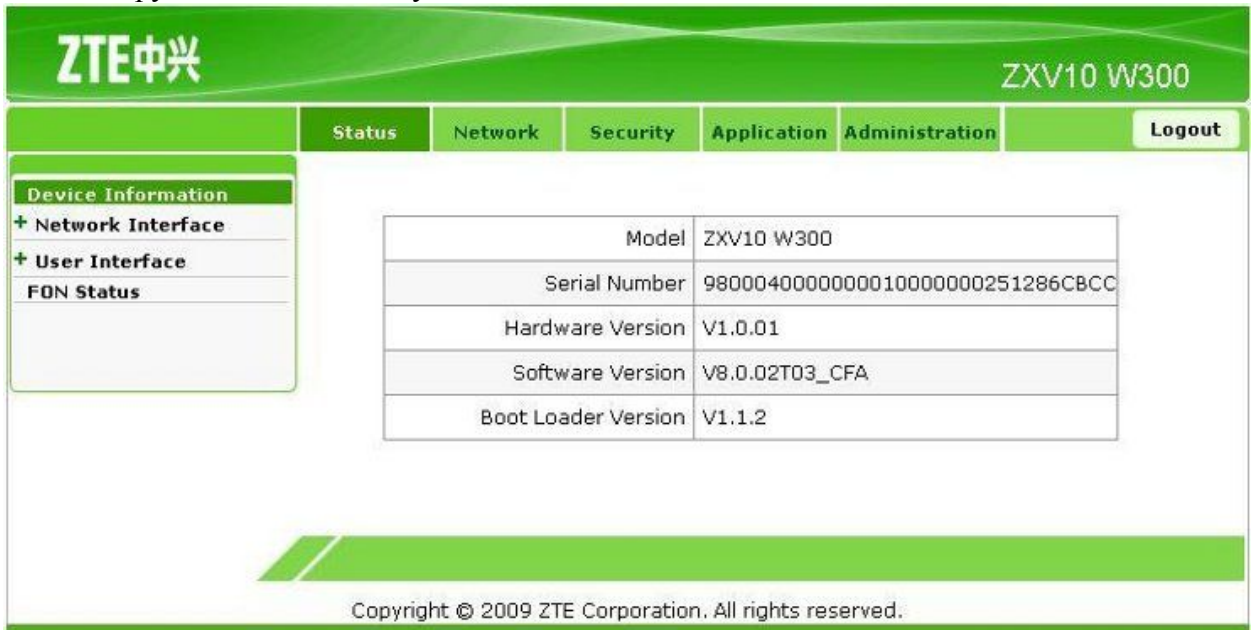 ZTE中兴
ZXV10 W300
Status Network Security Application Administration Logout
Device Information
+ Network Interface
+ User Interface
FON Status
Model ZXV10 W300
Serial Number 9800040000000010000000251286CBCC
Hardware Version V1.0.01
Software Version V8.0.02T03_CFA
Boot Loader Version V1.1.2
Copyright © 2009 ZTE Corporation. All rights reserved.